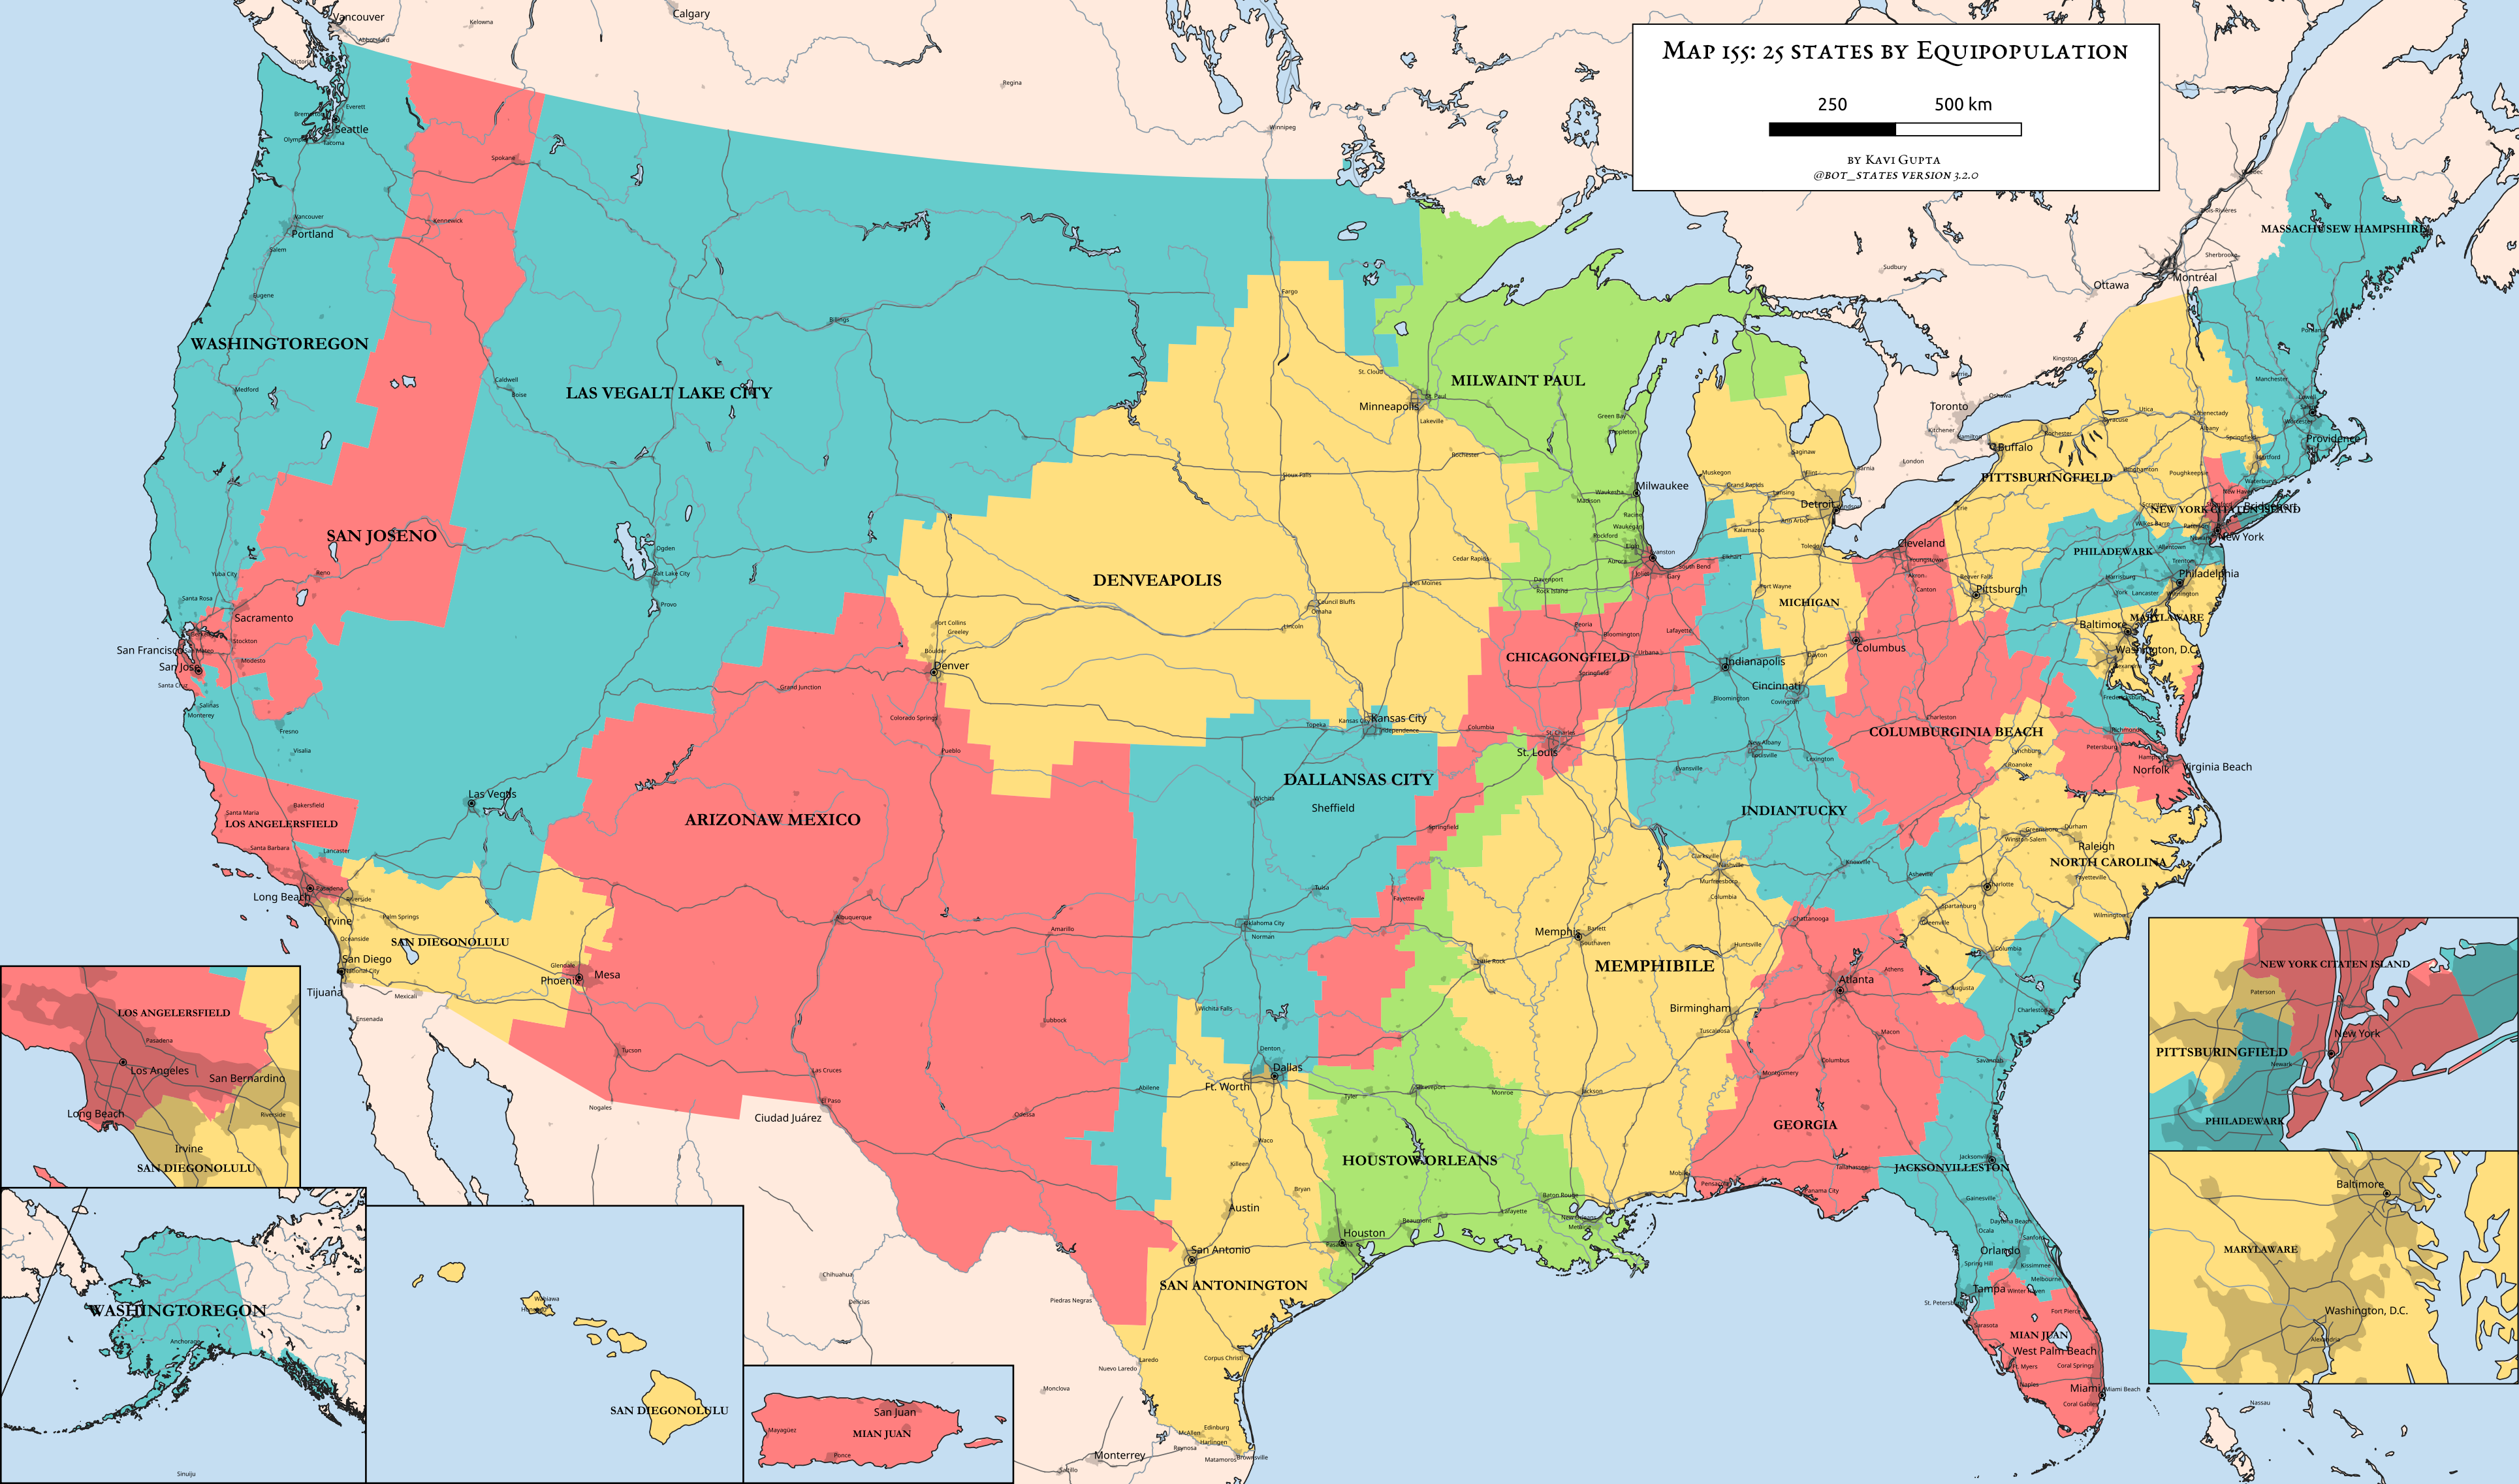 Map 155: 25 states by Equipopulation
250 500 km
by Kavi Gupta
@bot_states version 3.2.0
Vancouver
Abbotsford
Kelowna
Calgary
Victoria
Regina
Winnipeg
Everett
Bremerton
Seattle
Olympia
Tacoma
Spokane
Vancouver
Portland
Kennewick
Salem
Eugene
WASHINGTOREGON
Medford
Caldwell
Boise
Billings
LAS VEGALT LAKE CITY
SAN JOSENO
Yuba City
Reno
Santa Rosa
Sacramento
Stockton
San Francisco
San Mateo
Modesto
San Jose
Santa Cruz
Salinas
Monterey
Fresno
Visalia
Ogden
Salt Lake City
Provo
Las Vegas
Santa Maria
Bakersfield
LOS ANGELERSFIELD
Santa Barbara
Lancaster
Pasadena
Long Beach
Riverside
Irvine
Palm Springs
Oceanside
SAN DIEGONOLULU
San Diego
National City
Tijuana
Mexicali
Ensenada
Glendale
Phoenix
Mesa
Tucson
Nogales
Grand Junction
ARIZONAW MEXICO
Albuquerque
Las Cruces
El Paso
Ciudad Juárez
Fort Collins
Greeley
Boulder
Denver
Colorado Springs
Pueblo
DENVEAPOLIS
Fargo
St. Cloud
Minneapolis
St. Paul
Lakeville
Rochester
Sioux Falls
Cedar Rapids
Des Moines
Council Bluffs
Omaha
Lincoln
Topeka
Kansas City
Kansas City
Independence
Columbia
DALLANSAS CITY
Sheffield
Wichita
Springfield
Tulsa
Fayetteville
Oklahoma City
Norman
Amarillo
Lubbock
Wichita Falls
Denton
Dallas
Ft. Worth
Abilene
Odessa
Tyler
Waco
Killeen
Bryan
Austin
San Antonio
SAN ANTONINGTON
Houston
Pasadena
Beaumont
Lafayette
Baton Rouge
New Orleans
Metairie
HOUSTOW ORLEANS
Shreveport
Monroe
Jackson
Corpus Christi
Laredo
Nuevo Laredo
Piedras Negras
Chihuahua
Delicias
Monclova
Monterrey
Saltillo
Edinburg
McAllen
Harlingen
Reynosa
Matamoros
Brownsville
MILWAINT PAUL
Green Bay
Appleton
Waukesha
Milwaukee
Madison
Racine
Waukegan
Rockford
Elgin
Evanston
Aurora
Joliet
Gary
South Bend
Elkhart
Davenport
Rock Island
Peoria
Bloomington
Lafayette
CHICAGONGFIELD
Urbana
Springfield
St. Charles
St. Louis
Muskegon
Grand Rapids
Saginaw
Flint
Lansing
Sarnia
Detroit
Windsor
Ann Arbor
Kalamazoo
Toledo
Fort Wayne
MICHIGAN
Dayton
Indianapolis
Cincinnati
Covington
Bloomington
New Albany
Louisville
Lexington
Evansville
INDIANTUCKY
Clarksville
Nashville
Murfreesboro
Columbia
Knoxville
Asheville
Chattanooga
Huntsville
Memphis
Bartlett
Southaven
MEMPHIBILE
Little Rock
Birmingham
Tuscaloosa
Montgomery
Mobile
Pensacola
Panama City
Tallahassee
GEORGIA
Atlanta
Athens
Augusta
Macon
Columbus
Savannah
Charleston
Columbia
Greenville
Spartanburg
Charlotte
NORTH CAROLINA
Raleigh
Durham
Greensboro
Winston-Salem
Fayetteville
Wilmington
JACKSONVILLESTON
Jacksonville
Gainesville
Ocala
Daytona Beach
Sanford
Orlando
Kissimmee
Spring Hill
Melbourne
Tampa
Winter Haven
St. Petersburg
Fort Pierce
Sarasota
MIAN JUAN
West Palm Beach
Ft. Myers
Coral Springs
Naples
Miami
Miami Beach
Coral Gables
Nassau
Cleveland
Youngstown
Akron
Canton
Columbus
Charleston
COLUMBURGINIA BEACH
Lynchburg
Roanoke
Richmond
Petersburg
Norfolk
Virginia Beach
Fredericksburg
Beaver Falls
Pittsburgh
Erie
Buffalo
Rochester
Syracuse
Utica
Schenectady
Albany
Springfield
Binghamton
Poughkeepsie
PITTSBURINGFIELD
Scranton
Wilkes-Barre
Allentown
PHILADEWARK
Harrisburg
York
Lancaster
Trenton
Philadelphia
Wilmington
MARYLAWARE
Baltimore
Washington, D.C.
Alexandria
NEW YORK CITATEN ISLAND
New York
Bridgeport
New Haven
Waterbury
Hartford
Providence
Worcester
Lowell
Manchester
Portland
MASSACHUSEW HAMPSHIRE
Sudbury
Ottawa
Montréal
Sherbrooke
Trois-Rivières
Quebec
Kingston
Barrie
Oshawa
Toronto
Kitchener
Hamilton
London
LOS ANGELERSFIELD
Pasadena
Los Angeles
San Bernardino
Long Beach
Riverside
Irvine
SAN DIEGONOLULU
WASHINGTOREGON
Anchorage
Sinuiju
Wahiawa
Honolulu
SAN DIEGONOLULU
San Juan
Mayagüez
MIAN JUAN
Ponce
NEW YORK CITATEN ISLAND
Paterson
New York
PITTSBURINGFIELD
Newark
PHILADEWARK
Baltimore
MARYLAWARE
Washington, D.C.
Alexandria